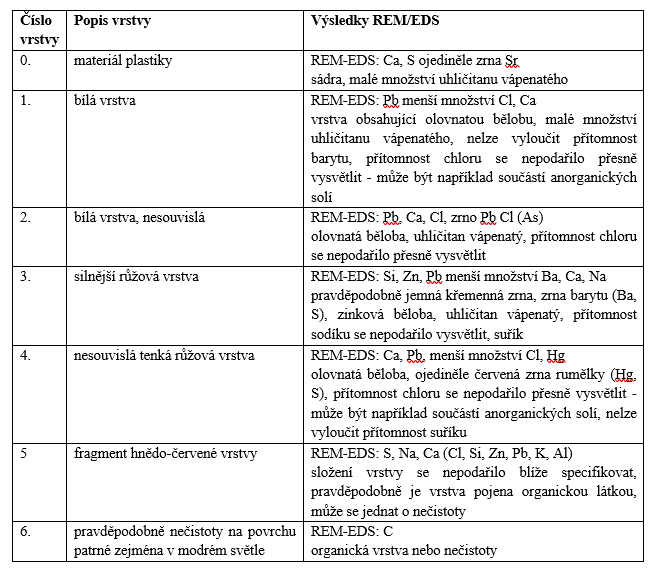 Číslo vrstvy Popis vrstvy Výsledky REM/EDS
0. materiál plastiky REM-EDS: Ca, S ojediněle zrna Sr
sádra, malé množství uhličitanu vápenatého
1. bílá vrstva REM-EDS: Pb menší množství Cl, Ca
vrstva obsahující olovnatou bělobu, malé množství
uhličitanu vápenatého, nelze vyloučit přítomnost
barytu, přítomnost chloru se nepodařilo přesně
vysvětlit - může být například součástí anorganických
solí
2. bílá vrstva, nesouvislá REM-EDS: Pb, Ca, Cl, zrno Pb Cl (As)
olovnatá běloba, uhličitan vápenatý, přítomnost chloru
se nepodařilo přesně vysvětlit
3. silnější růžová vrstva REM-EDS: Si, Zn, Pb menší množství Ba, Ca, Na
pravděpodobně jemná křemenná zrna, zrna barytu (Ba,
S), zinková běloba, uhličitan vápenatý, přítomnost
sodíku se nepodařilo vysvětlit, suřík
4. nesouvislá tenká růžová vrstva REM-EDS: Ca, Pb, menší množství Cl, Hg
olovnatá běloba, ojediněle červená zrna rumělky (Hg,
S), přítomnost chloru se nepodařilo přesně vysvětlit -
může být například součástí anorganických solí, nelze
vyloučit přítomnost suříku
5 fragment hnědo-červené vrstvy REM-EDS: S, Na, Ca (Cl, Si, Zn, Pb, K, Al)
složení vrstvy se nepodařilo blíže specifikovat,
pravděpodobně je vrstva pojena organickou látkou,
může se jednat o nečistoty
6. pravděpodobně nečistoty na povrchu
patrné zejména v modrém světle
REM-EDS: C
organická vrstva nebo nečistoty